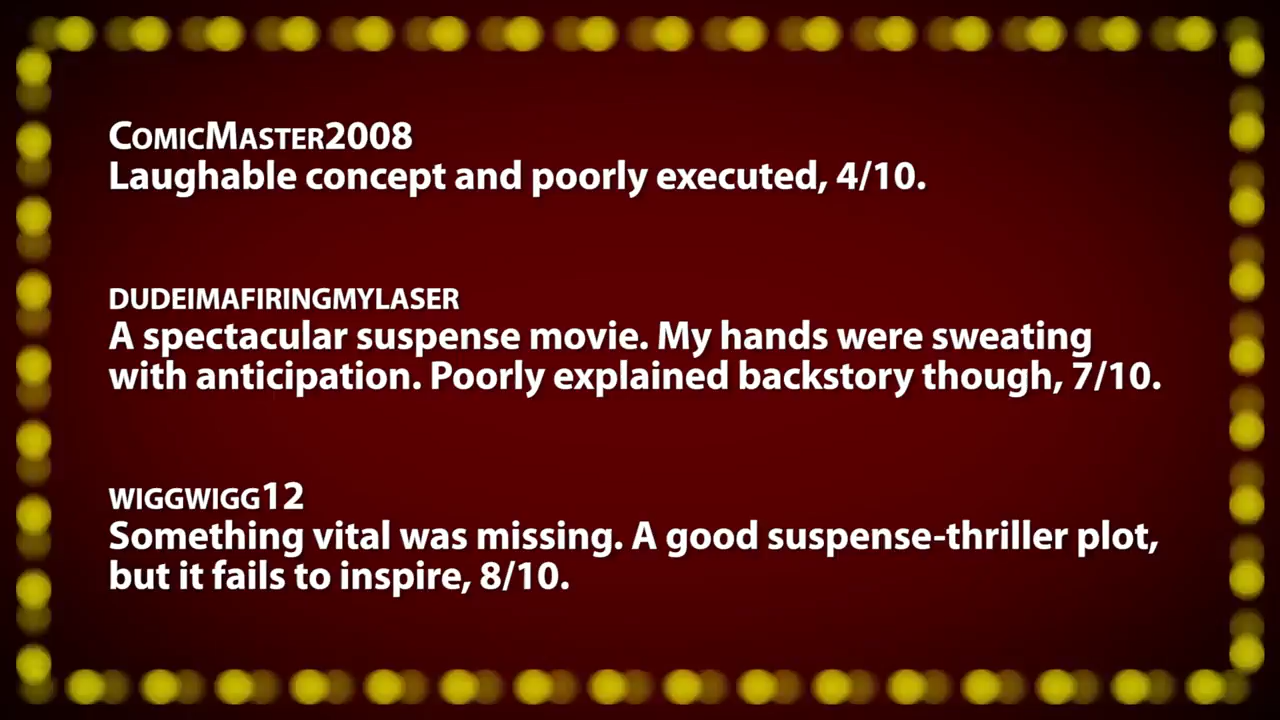 ComicMaster2008
Laughable concept and poorly executed, 4/10.
dudeimafiringmylaser
A spectacular suspense movie. My hands were sweating
with anticipation. Poorly explained backstory though, 7/10.
wiggwigg12
Something vital was missing. A good suspense-thriller plot,
but it fails to inspire, 8/10.